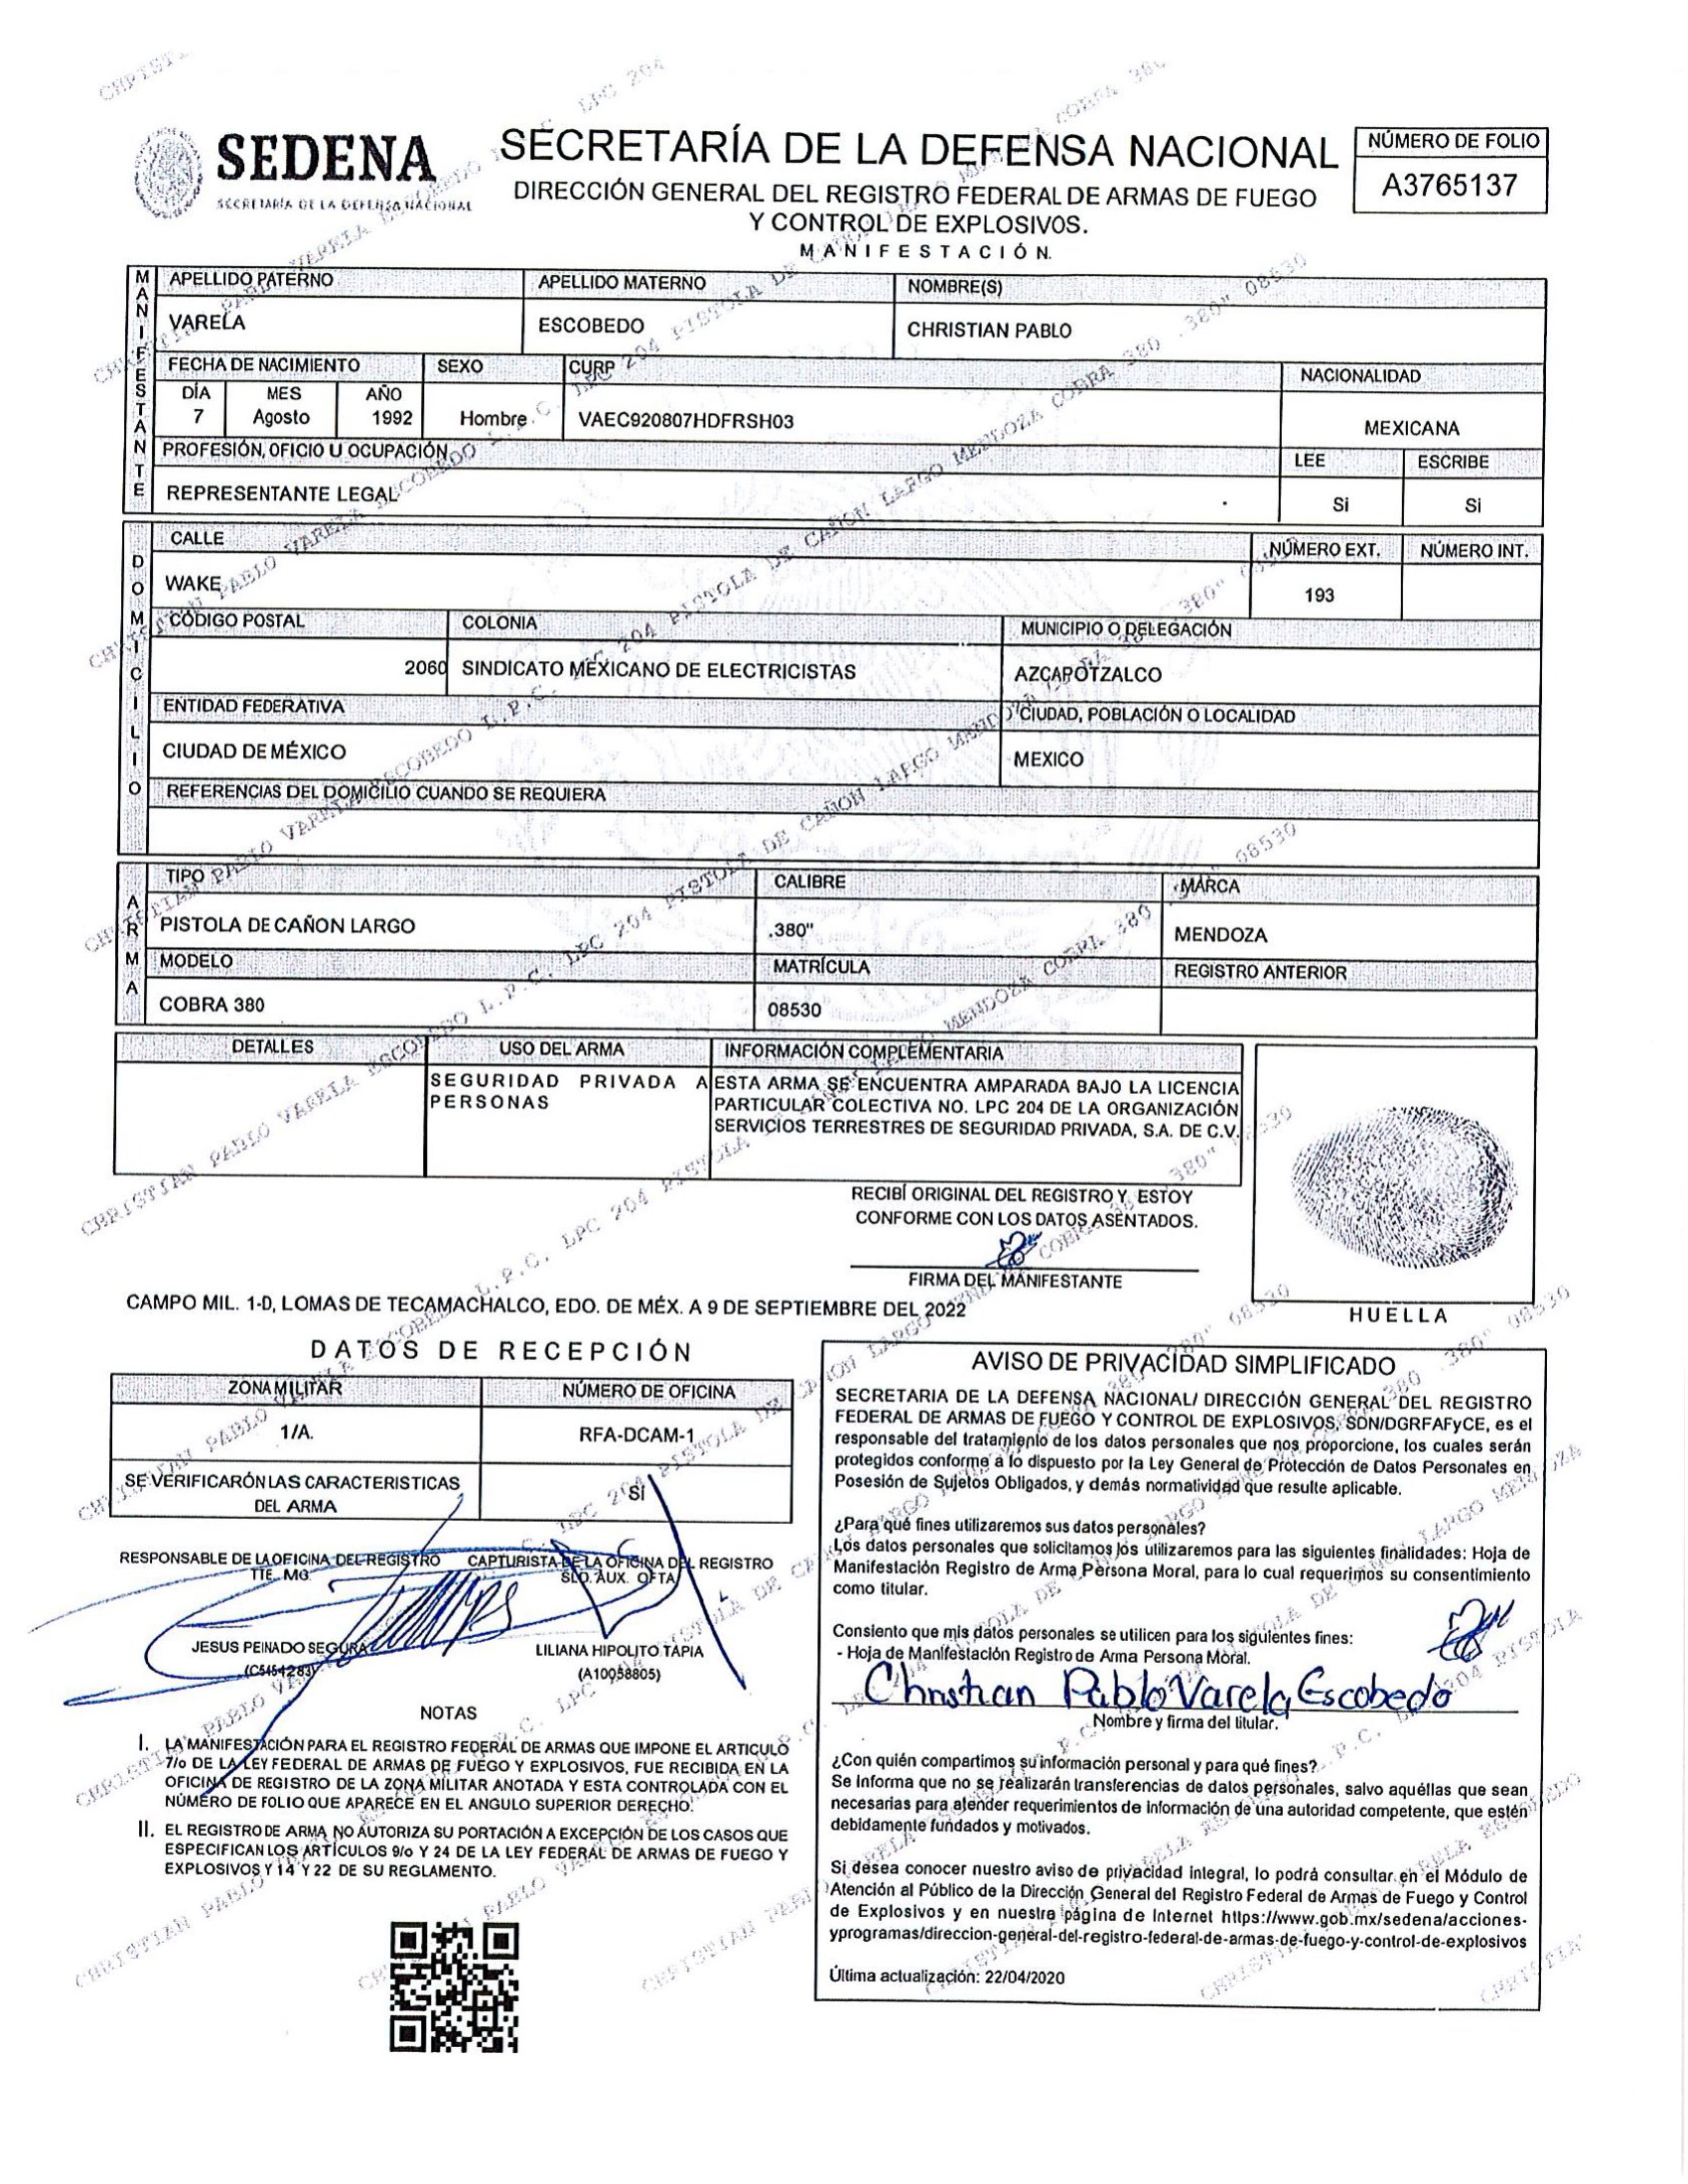 SEDENA
SECRETARÍA DE LA DEFENSA NACIONAL
SECRETARÍA DE LA DEFENSA NACIONAL
DIRECCIÓN GENERAL DEL REGISTRO FEDERAL DE ARMAS DE FUEGO
Y CONTROL DE EXPLOSIVOS.
MANIFESTACIÓN.
NÚMERO DE FOLIO
A3765137
MANIFESTANTE
APELLIDO PATERNO APELLIDO MATERNO NOMBRE(S)
VARELA ESCOBEDO CHRISTIAN PABLO
FECHA DE NACIMIENTO SEXO CURP NACIONALIDAD
DÍA MES AÑO
7 Agosto 1992 Hombre VAEC920807HDFRSH03 MEXICANA
PROFESIÓN, OFICIO U OCUPACIÓN LEE ESCRIBE
REPRESENTANTE LEGAL Si Si
DOMICILIO
CALLE NÚMERO EXT. NÚMERO INT.
WAKE 193
CÓDIGO POSTAL COLONIA MUNICIPIO O DELEGACIÓN
2060 SINDICATO MEXICANO DE ELECTRICISTAS AZCAPOTZALCO
ENTIDAD FEDERATIVA CIUDAD, POBLACIÓN O LOCALIDAD
CIUDAD DE MÉXICO MEXICO
REFERENCIAS DEL DOMICILIO CUANDO SE REQUIERA
ARMA
TIPO CALIBRE MARCA
PISTOLA DE CAÑON LARGO .380" MENDOZA
MODELO MATRÍCULA REGISTRO ANTERIOR
COBRA 380 08530
DETALLES USO DEL ARMA INFORMACIÓN COMPLEMENTARIA
SEGURIDAD PRIVADA A PERSONAS
ESTA ARMA SE ENCUENTRA AMPARADA BAJO LA LICENCIA
PARTICULAR COLECTIVA NO. LPC 204 DE LA ORGANIZACIÓN
SERVICIOS TERRESTRES DE SEGURIDAD PRIVADA, S.A. DE C.V.
RECIBÍ ORIGINAL DEL REGISTRO Y ESTOY
CONFORME CON LOS DATOS ASENTADOS.
FIRMA DEL MANIFESTANTE
HUELLA
CAMPO MIL. 1-D, LOMAS DE TECAMACHALCO, EDO. DE MÉX. A 9 DE SEPTIEMBRE DEL 2022
DATOS DE RECEPCIÓN
ZONA MILITAR NÚMERO DE OFICINA
1/A. RFA-DCAM-1
SE VERIFICARÓN LAS CARACTERISTICAS
DEL ARMA
SI
RESPONSABLE DE LA OFICINA DEL REGISTRO CAPTURISTA DE LA OFICINA DEL REGISTRO
TTE. MG. SLD. AUX. OFTA.
JESUS PEINADO SEGURA LILIANA HIPOLITO TAPIA
(C5454283) (A10058805)
NOTAS
I. LA MANIFESTACIÓN PARA EL REGISTRO FEDERAL DE ARMAS QUE IMPONE EL ARTICULO
7/o DE LA LEY FEDERAL DE ARMAS DE FUEGO Y EXPLOSIVOS, FUE RECIBIDA EN LA
OFICINA DE REGISTRO DE LA ZONA MILITAR ANOTADA Y ESTA CONTROLADA CON EL
NÚMERO DE FOLIO QUE APARECE EN EL ANGULO SUPERIOR DERECHO.
II. EL REGISTRO DE ARMA NO AUTORIZA SU PORTACIÓN A EXCEPCIÓN DE LOS CASOS QUE
ESPECIFICAN LOS ARTÍCULOS 9/o Y 24 DE LA LEY FEDERAL DE ARMAS DE FUEGO Y
EXPLOSIVOS Y 14 Y 22 DE SU REGLAMENTO.
AVISO DE PRIVACIDAD SIMPLIFICADO
SECRETARIA DE LA DEFENSA NACIONAL/ DIRECCIÓN GENERAL DEL REGISTRO
FEDERAL DE ARMAS DE FUEGO Y CONTROL DE EXPLOSIVOS, SDN/DGRFAFyCE, es el
responsable del tratamiento de los datos personales que nos proporcione, los cuales serán
protegidos conforme a lo dispuesto por la Ley General de Protección de Datos Personales en
Posesión de Sujetos Obligados, y demás normatividad que resulte aplicable.
¿Para qué fines utilizaremos sus datos personales?
Los datos personales que solicitamos los utilizaremos para las siguientes finalidades: Hoja de
Manifestación Registro de Arma Persona Moral, para lo cual requerimos su consentimiento
como titular.
Consiento que mis datos personales se utilicen para los siguientes fines:
- Hoja de Manifestación Registro de Arma Persona Moral.
Christian Pablo Varela Escobedo
Nombre y firma del titular.
¿Con quién compartimos su información personal y para qué fines?
Se Informa que no se realizarán transferencias de datos personales, salvo aquéllas que sean
necesarias para atender requerimientos de información de una autoridad competente, que estén
debidamente fundados y motivados.
Si desea conocer nuestro aviso de privacidad integral, lo podrá consultar en el Módulo de
Atención al Público de la Dirección General del Registro Federal de Armas de Fuego y Control
de Explosivos y en nuestra página de Internet https://www.gob.mx/sedena/acciones-
yprogramas/direccion-general-del-registro-federal-de-armas-de-fuego-y-control-de-explosivos
Última actualización: 22/04/2020